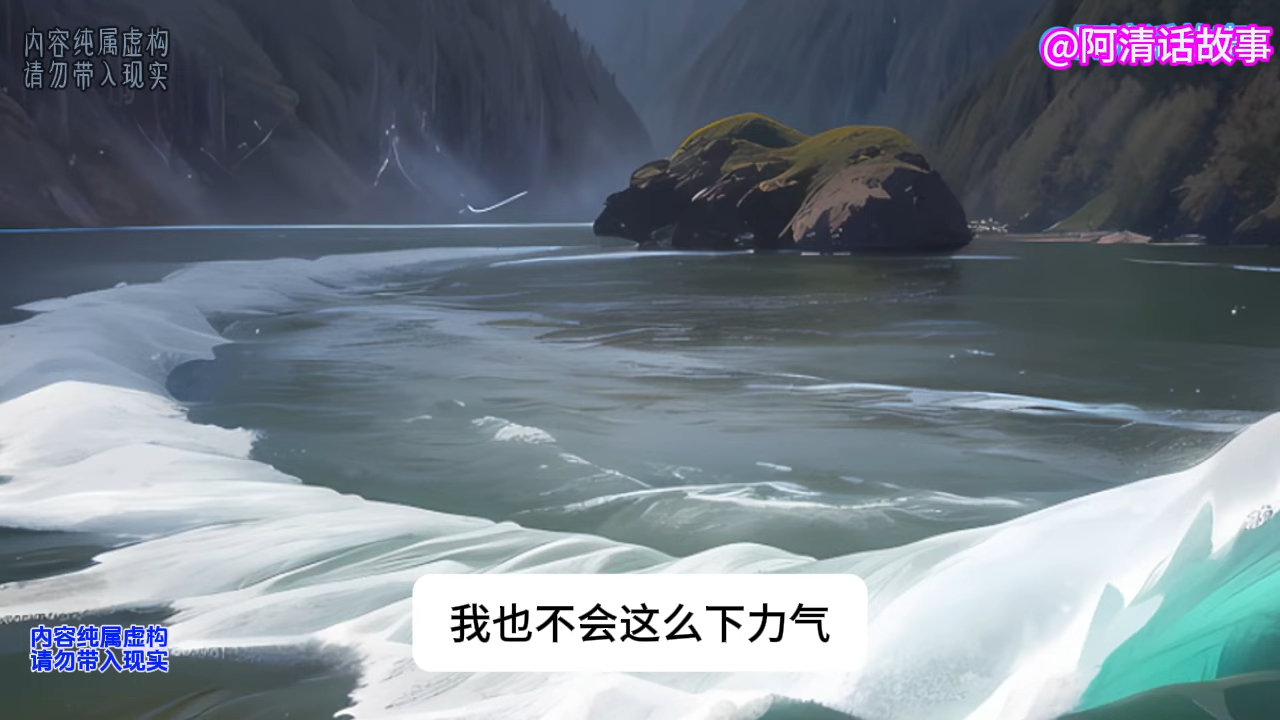 内容纯属虚构
请勿带入现实
@阿清话故事
我也不会这么下力气
内容纯属虚构
请勿带入现实